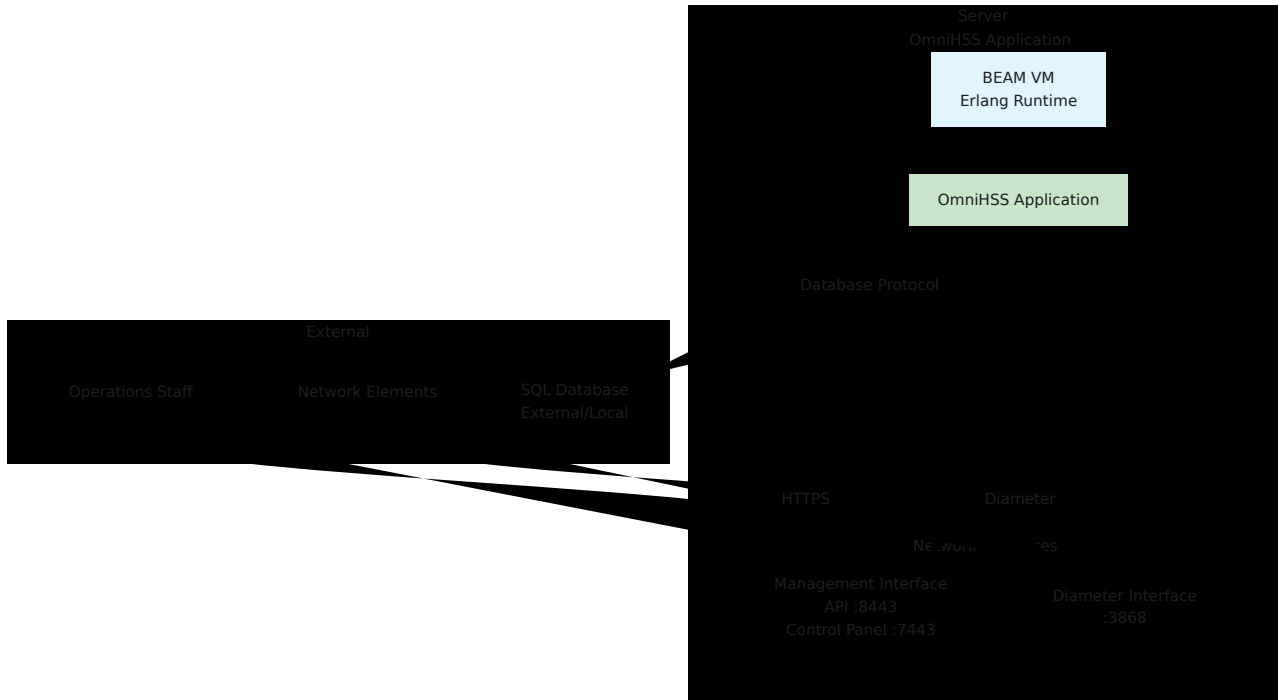 Server
OmniHSS Application
BEAM VM
Erlang Runtime
OmniHSS Application
Database Protocol
External
Operations Staff
Network Elements
SQL Database
External/Local
HTTPS
Diameter
Management Interface
API :8443
Control Panel :7443
Diameter Interface
:3868